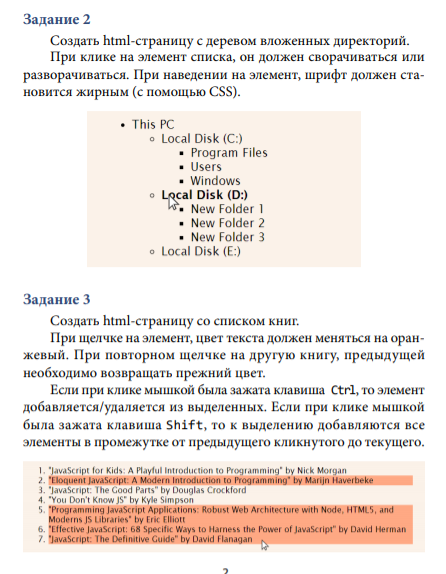 Задание 2
Создать html-страницу с деревом вложенных директорий.
При клике на элемент списка, он должен сворачиваться или
разворачиваться. При наведении на элемент, шрифт должен ста-
новится жирным (с помощью CSS).
• This PC
◦ Local Disk (C:)
▪ Program Files
▪ Users
▪ Windows
◦ Local Disk (D:)
▪ New Folder 1
▪ New Folder 2
▪ New Folder 3
◦ Local Disk (E:)
Задание 3
Создать html-страницу со списком книг.
При щелчке на элемент, цвет текста должен меняться на оран-
жевый. При повторном щелчке на другую книгу, предыдущей
необходимо возвращать прежний цвет.
Если при клике мышкой была зажата клавиша Ctrl, то элемент
добавляется/удаляется из выделенных. Если при клике мышкой
была зажата клавиша Shift, то к выделению добавляются все
элементы в промежутке от предыдущего кликнутого до текущего.
1. "JavaScript for Kids: A Playful Introduction to Programming" by Nick Morgan
2. "Eloquent JavaScript: A Modern Introduction to Programming" by Marijn Haverbeke
3. "JavaScript: The Good Parts" by Douglas Crockford
4. "You Don't Know JS" by Kyle Simpson
5. "Programming JavaScript Applications: Robust Web Architecture with Node, HTML5, and
Moderns JS Libraries" by Eric Elliott
6. "Effective JavaScript: 68 Specific Ways to Harness the Power of JavaScript" by David Herman
7. "JavaScript: The Definitive Guide" by David Flanagan